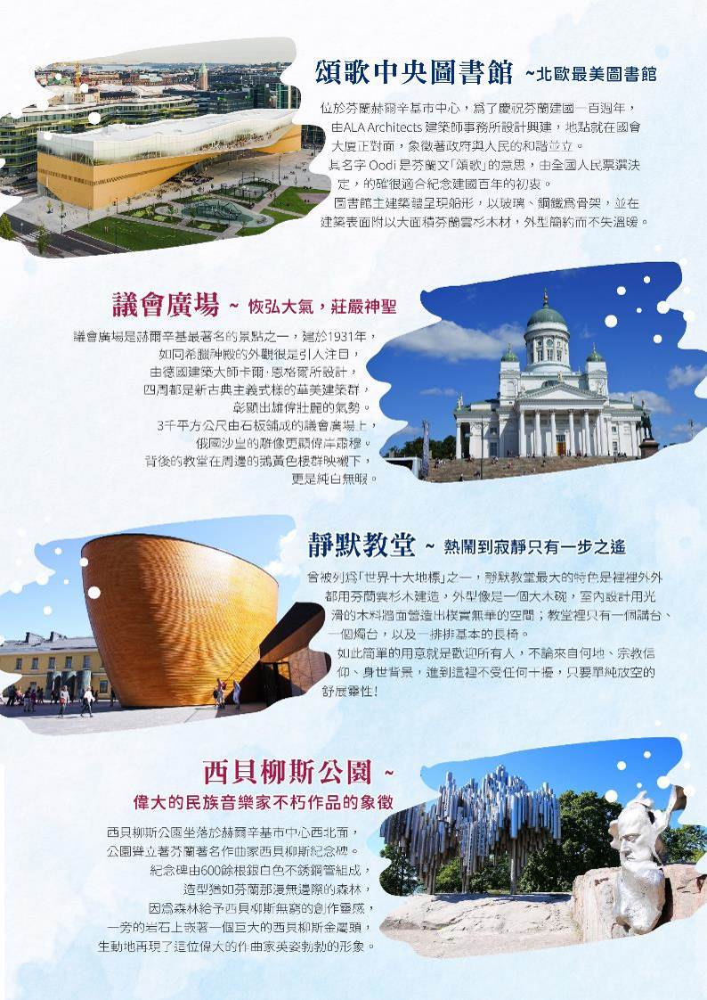 頌歌中央圖書館 ~北歐最美圖書館
位於芬蘭赫爾辛基市中心，為了慶祝芬蘭建國一百週年，
由ALA Architects 建築師事務所設計興建，地點就在國會
大廈正對面，象徵著政府與人民的和諧並立。
其名字 Oodi 是芬蘭文「頌歌」的意思，由全國人民票選決
定，的確很適合紀念建國百年的初衷。
圖書館主建築體呈現船形，以玻璃、鋼鐵為骨架，並在
建築表面附以大面積芬蘭雲杉木材，外型簡約而不失溫暖。
議會廣場 ~ 恢弘大氣，莊嚴神聖
議會廣場是赫爾辛基最著名的景點之一，建於1931年，
如同希臘神殿的外觀很是引人注目，
由德國建築大師卡爾·恩格爾所設計，
四周都是新古典主義式樣的華美建築群，
彰顯出雄偉壯麗的氣勢。
3千平方公尺由石板鋪成的議會廣場上，
俄國沙皇的雕像更顯偉岸肅穆。
背後的教堂在周邊的鵝黃色樓群映襯下，
更是純白無暇。
靜默教堂 ~ 熱鬧到寂靜只有一步之遙
曾被列為「世界十大地標」之一，靜默教堂最大的特色是裡裡外外
都用芬蘭雲杉木建造，外型像是一個大木碗，室內設計用光
滑的木料牆面營造出樸實無華的空間；教堂裡只有一個講台、
一個燭台，以及一排排基本的長椅。
如此簡單的用意就是歡迎所有人，不論來自何地、宗教信
仰、身世背景，進到這裡不受任何干擾，只要單純放空的
舒展靈性！
西貝柳斯公園 ~
偉大的民族音樂家不朽作品的象徵
西貝柳斯公園坐落於赫爾辛基市中心西北面，
公園聳立著芬蘭著名作曲家西貝柳斯紀念碑。
紀念碑由600餘根銀白色不銹鋼管組成，
造型猶如芬蘭那漫無邊際的森林，
因為森林給予西貝柳斯無窮的創作靈感，
一旁的岩石上嵌著一個巨大的西貝柳斯金屬頭，
生動地再現了這位偉大的作曲家英姿勃勃的形象。